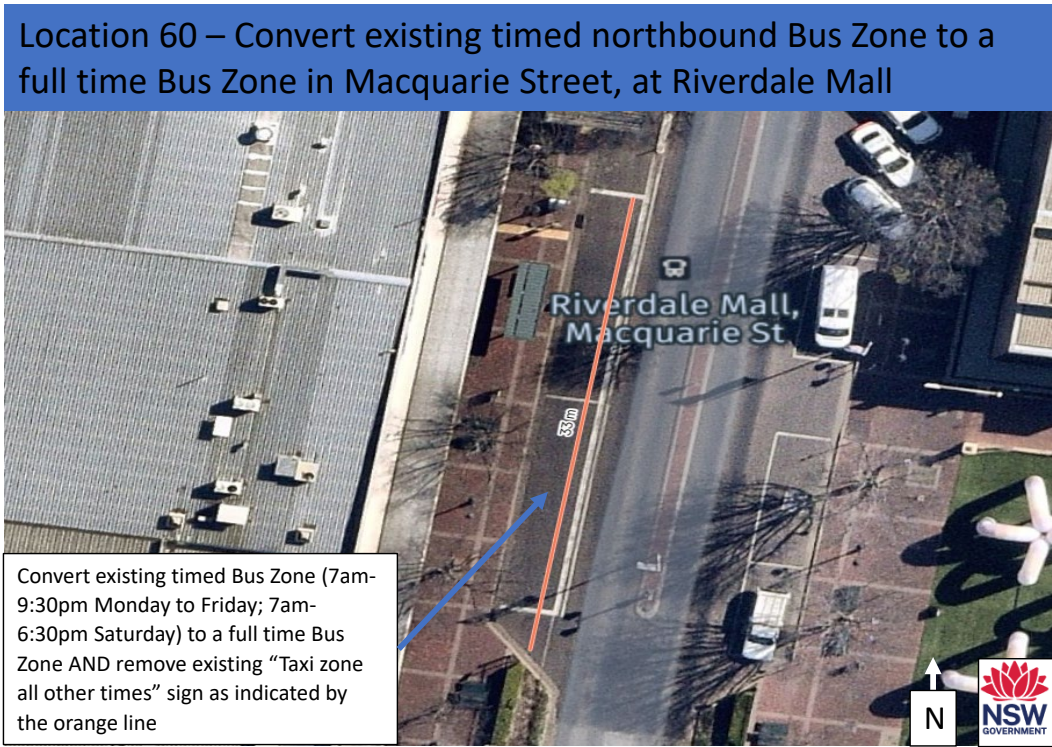 Location 60 – Convert existing timed northbound Bus Zone to a
full time Bus Zone in Macquarie Street, at Riverdale Mall
Riverdale Mall,
Macquarie St
33 m
Convert existing timed Bus Zone (7am-
9:30pm Monday to Friday; 7am-
6:30pm Saturday) to a full time Bus
Zone AND remove existing “Taxi zone
all other times” sign as indicated by
the orange line
N
NSW
GOVERNMENT